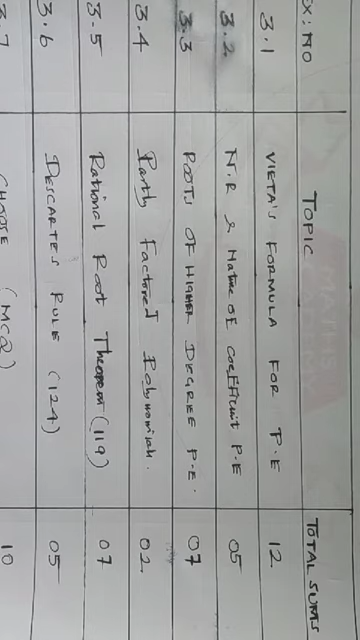 EX: NO TOPIC TOTAL SUMS
3.1 VIETA'S FORMULA FOR P.E 12
3.2 N.R & Nature of coefficient P.E 05
3.3 ROOTS OF HIGHER DEGREE P.E. 07
3.4 Partly Factored Polynomials. 02
3.5 Rational Root Theorem (119) 07
3.6 DESCARTES RULE (124) 05
3.7 CHOOSE (MCQ) 10